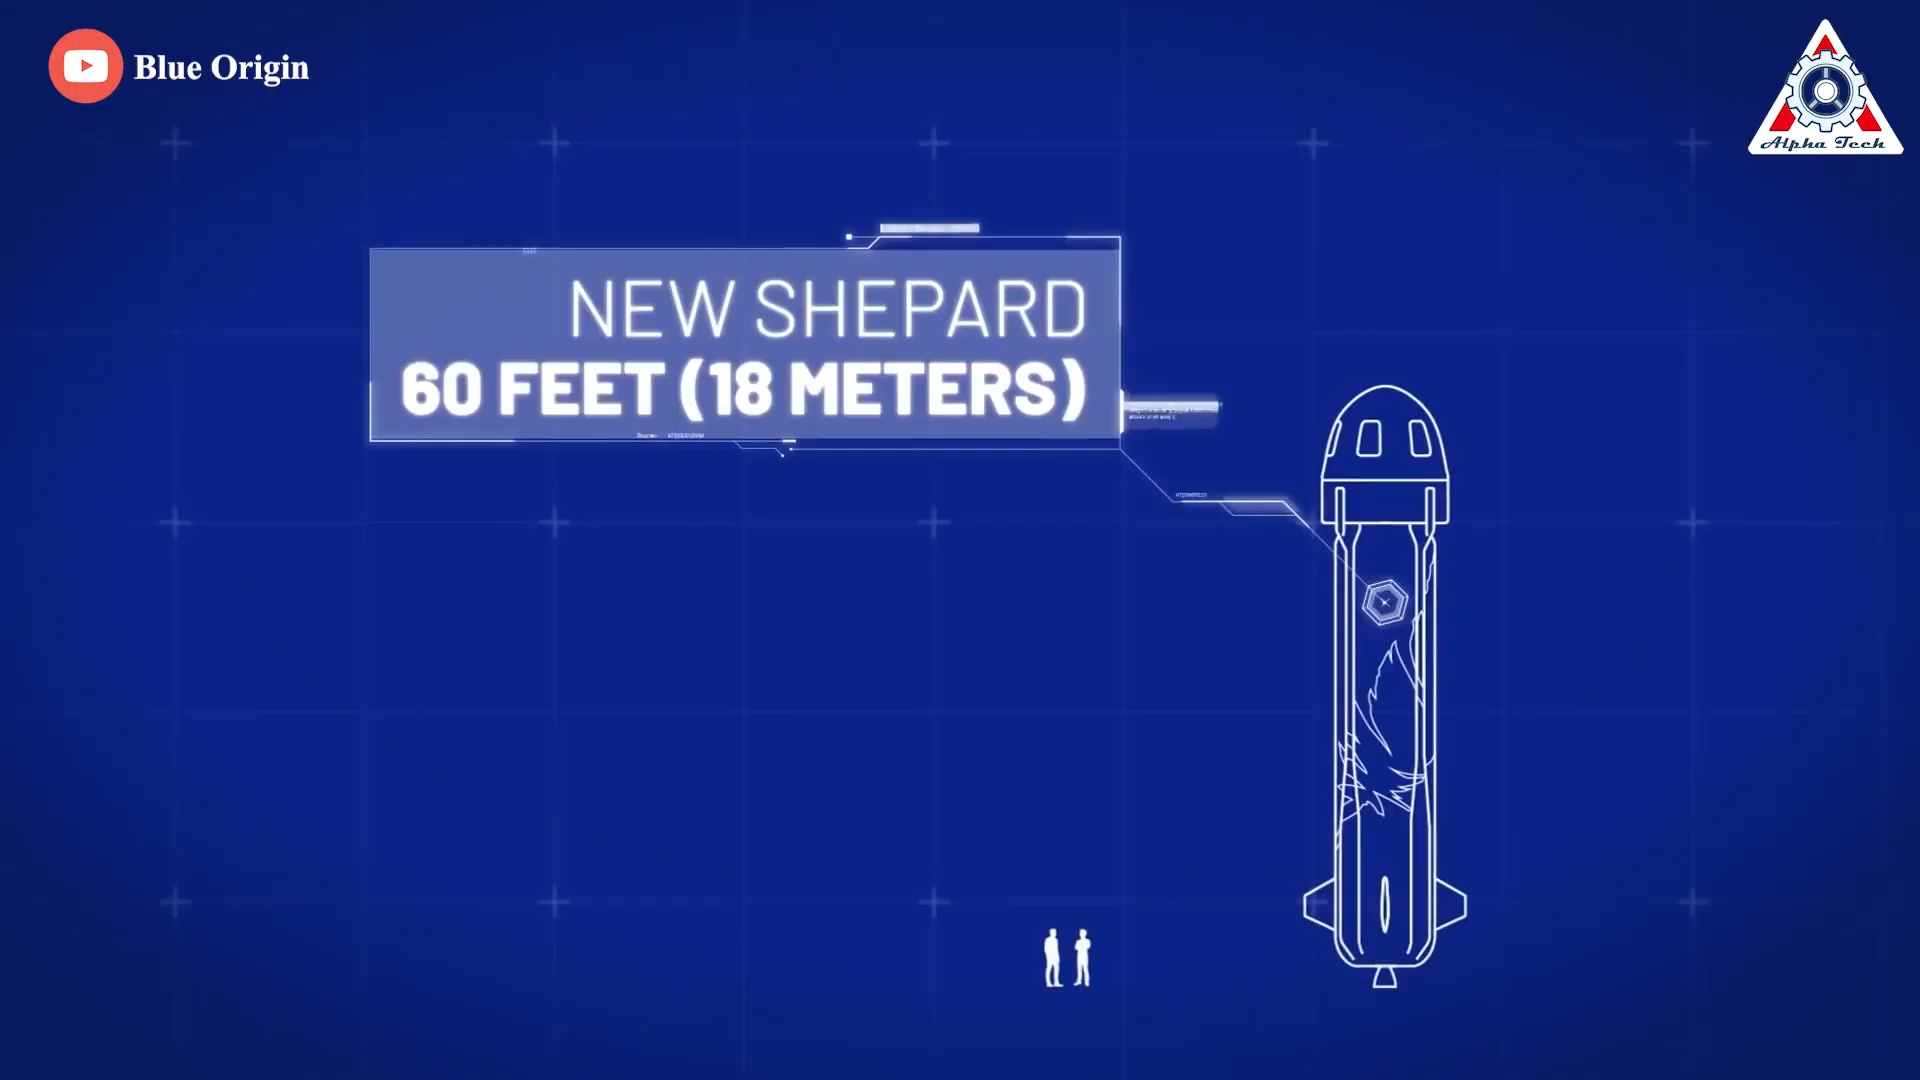 Blue Origin
Alpha Tech
NEW SHEPARD
60 FEET (18 METERS)